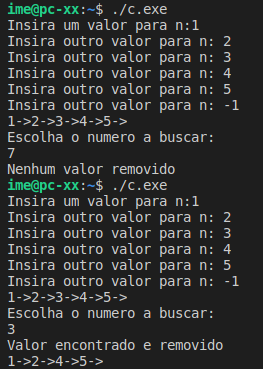 ime@pc-xx:~$ ./c.exe
Insira um valor para n:1
Insira outro valor para n: 2
Insira outro valor para n: 3
Insira outro valor para n: 4
Insira outro valor para n: 5
Insira outro valor para n: -1
1->2->3->4->5->
Escolha o numero a buscar:
7
Nenhum valor removido
ime@pc-xx:~$ ./c.exe
Insira um valor para n:1
Insira outro valor para n: 2
Insira outro valor para n: 3
Insira outro valor para n: 4
Insira outro valor para n: 5
Insira outro valor para n: -1
1->2->3->4->5->
Escolha o numero a buscar:
3
Valor encontrado e removido
1->2->4->5->